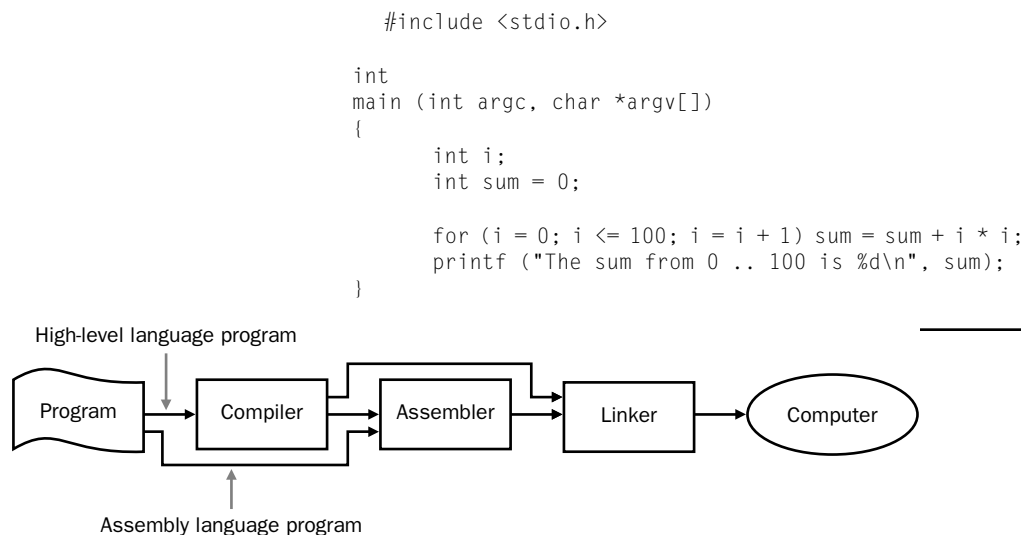 #include <stdio.h>
int
main (int argc, char *argv[])
{
int i;
int sum = 0;
for (i = 0; i <= 100; i = i + 1) sum = sum + i * i;
printf ("The sum from 0 .. 100 is %d\n", sum);
}
High-level language program
Program
Compiler
Assembler
Linker
Computer
Assembly language program